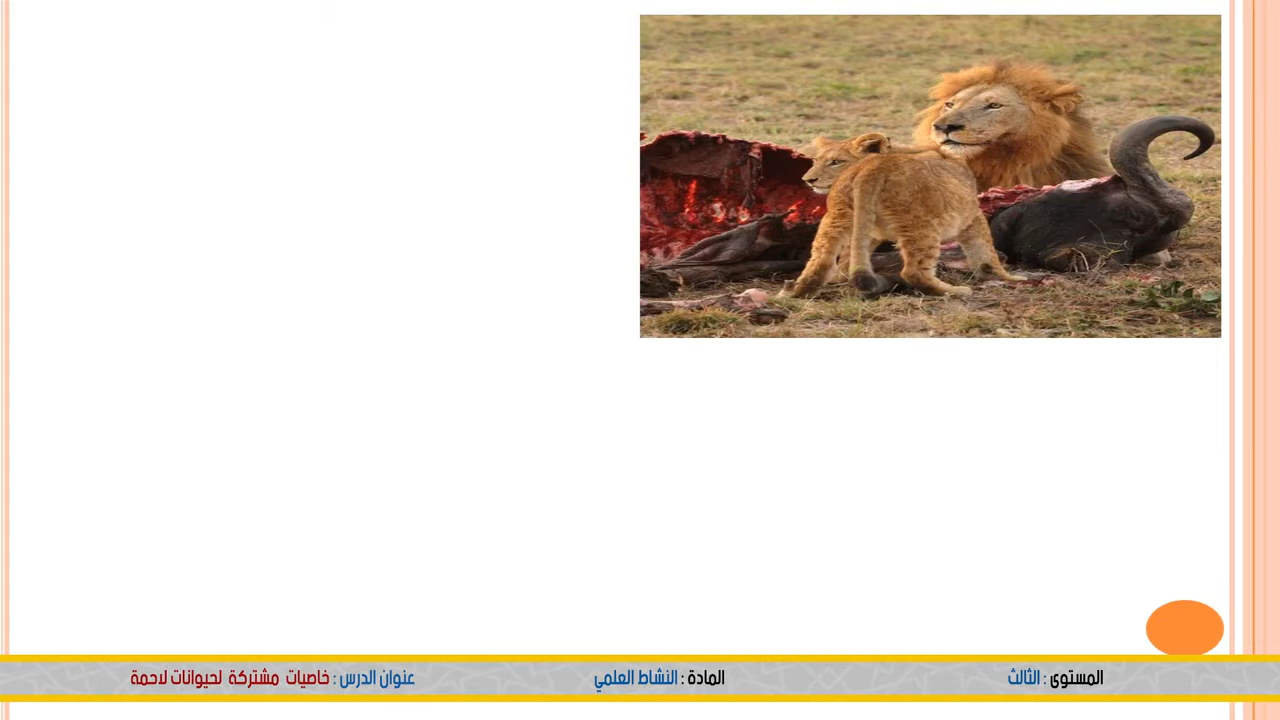 المستوى : الثالث
المادة : النشاط العلمي
عنوان الدرس : خاصيات مشتركة لحيوانات لاحمة